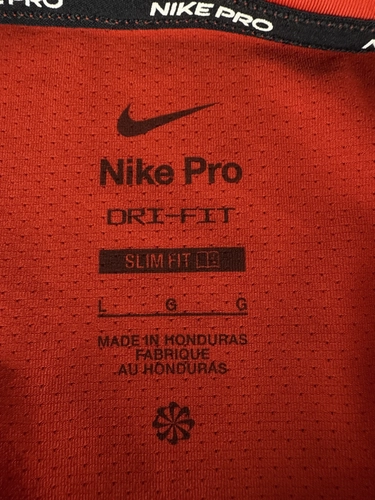 PRO NIKE PRO NIKE
Nike Pro
DRI-FIT
SLIM FIT
L G G
MADE IN HONDURAS
FABRIQUE
AU HONDURAS